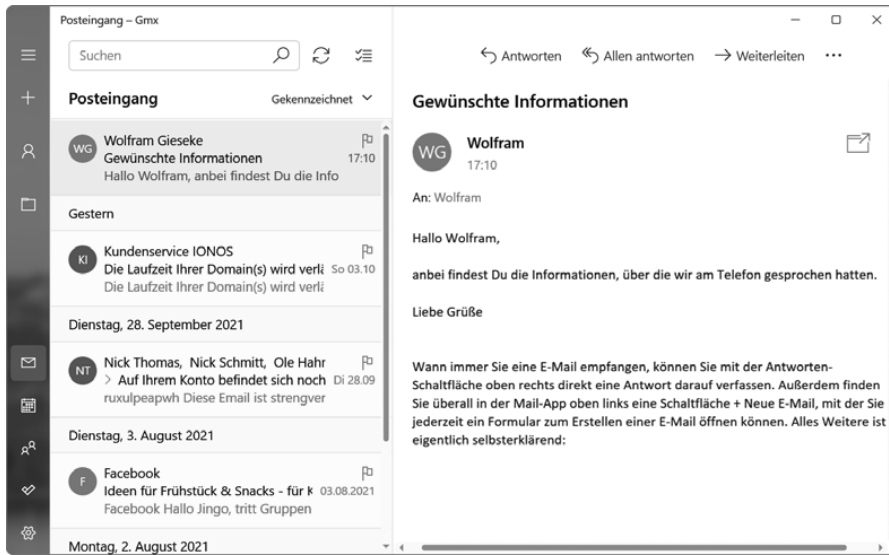 Posteingang – Gmx
Suchen
Posteingang
Gekennzeichnet
WG
Wolfram Gieseke
Gewünschte Informationen 17:10
Hallo Wolfram, anbei findest Du die Info
Gestern
KI
Kundenservice IONOS
Die Laufzeit Ihrer Domain(s) wird verlä So 03.10
Die Laufzeit Ihrer Domain(s) wird verlä
Dienstag, 28. September 2021
NT
Nick Thomas, Nick Schmitt, Ole Hahr
> Auf Ihrem Konto befindet sich noch Di 28.09
ruxulpeapwh Diese Email ist strengver
Dienstag, 3. August 2021
F
Facebook
Ideen für Frühstück & Snacks - für K 03.08.2021
Facebook Hallo Jingo, tritt Gruppen
Montag, 2. August 2021
Antworten Allen antworten Weiterleiten ...
Gewünschte Informationen
WG
Wolfram
17:10
An: Wolfram
Hallo Wolfram,
anbei findest Du die Informationen, über die wir am Telefon gesprochen hatten.
Liebe Grüße
Wann immer Sie eine E-Mail empfangen, können Sie mit der Antworten-
Schaltfläche oben rechts direkt eine Antwort darauf verfassen. Außerdem finden
Sie überall in der Mail-App oben links eine Schaltfläche + Neue E-Mail, mit der Sie
jederzeit ein Formular zum Erstellen einer E-Mail öffnen können. Alles Weitere ist
eigentlich selbsterklärend: